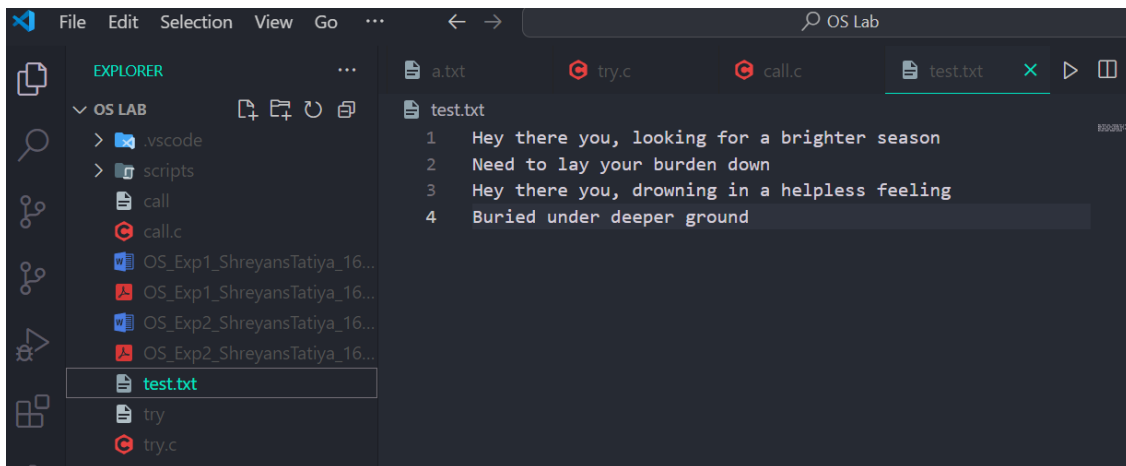 File Edit Selection View Go ··· ← → OS Lab
EXPLORER ···
a.txt try.c call.c test.txt ×
OS LAB
test.txt
.vscode
scripts
call
call.c
OS_Exp1_ShreyansTatiya_16...
OS_Exp1_ShreyansTatiya_16...
OS_Exp2_ShreyansTatiya_16...
OS_Exp2_ShreyansTatiya_16...
test.txt
try
try.c
1 Hey there you, looking for a brighter season
2 Need to lay your burden down
3 Hey there you, drowning in a helpless feeling
4 Buried under deeper ground